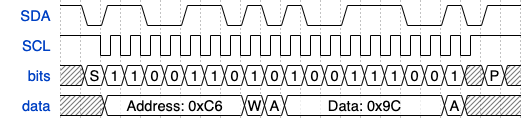 SDA
SCL
bits S 1 1 0 0 1 1 0 1 0 1 0 0 1 1 1 0 0 1 P
data Address: 0xC6 W A Data: 0x9C A